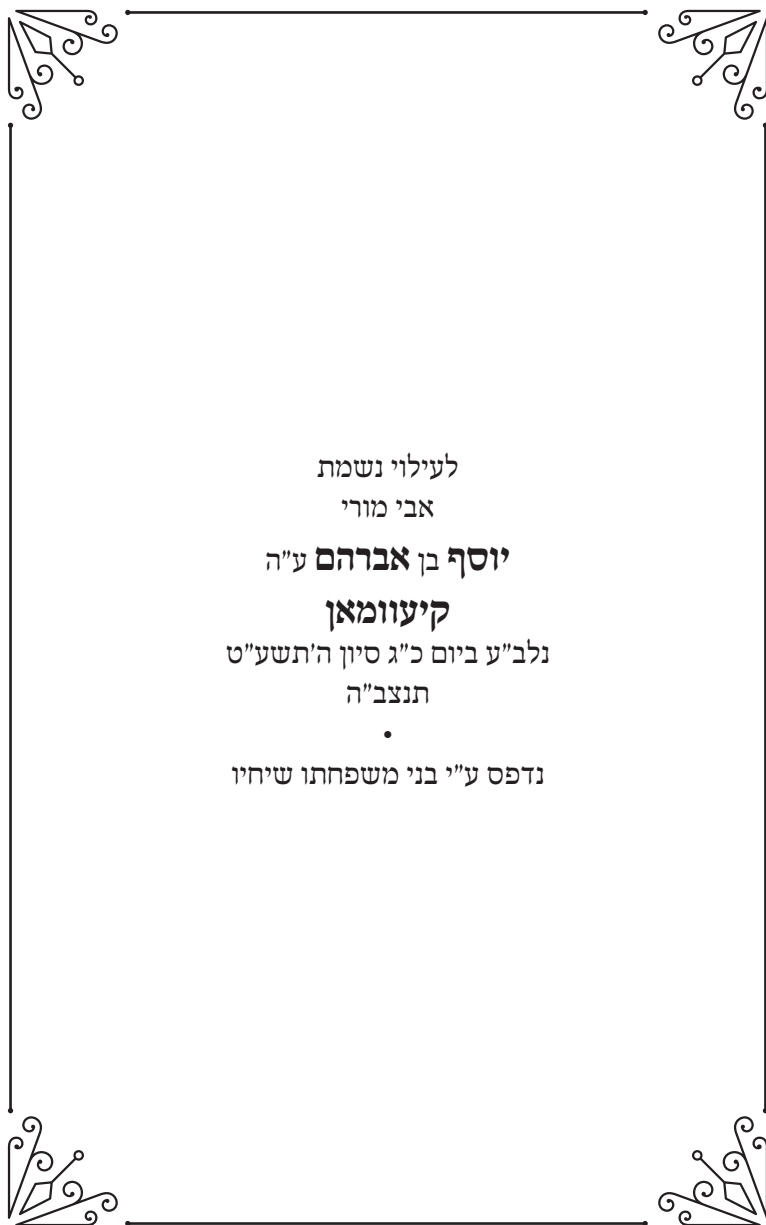 לעילוי נשמת
אבי מורי
יוסף בן אברהם ע"ה
קיעוומאן
נלב"ע ביום כ"ג סיון ה'תשע"ט
תנצב"ה
•
נדפס ע"י בני משפחתו שיחיו